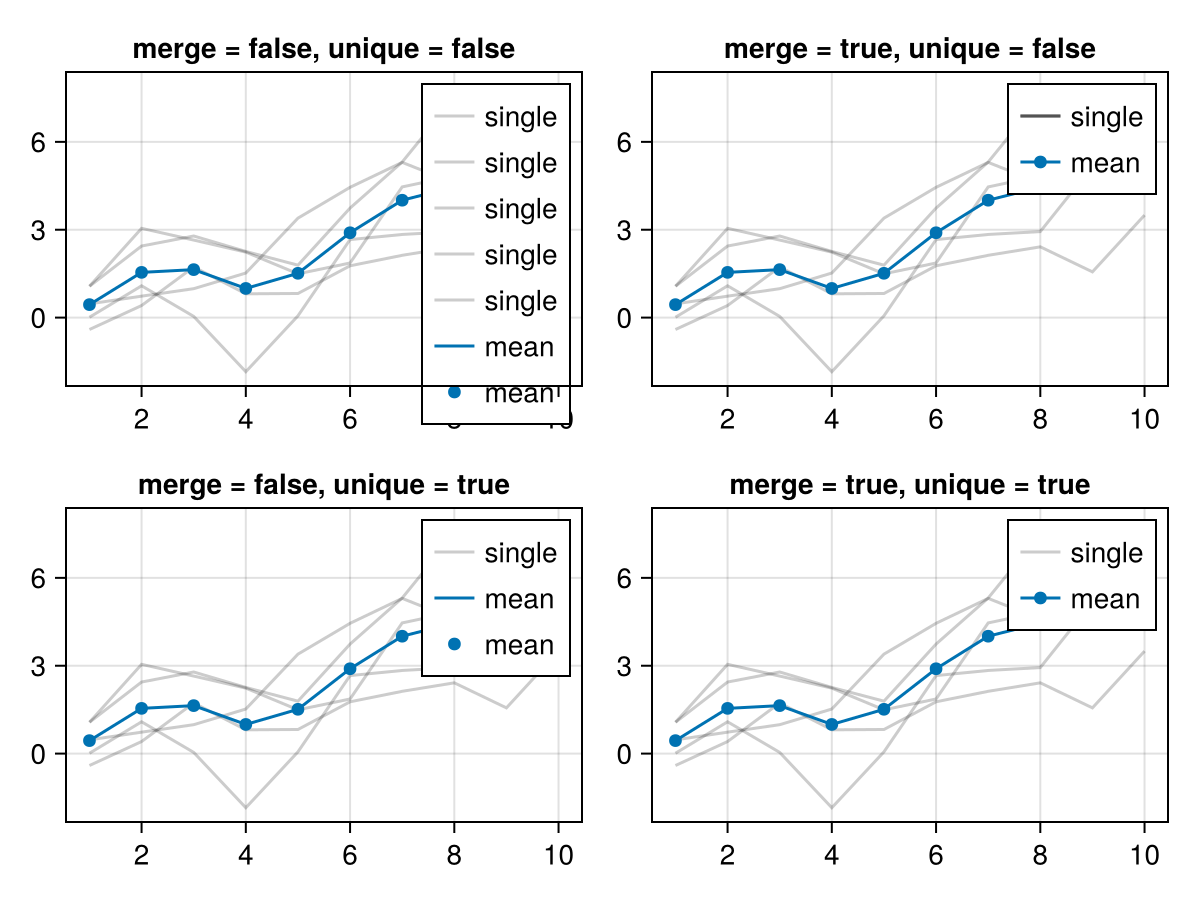 merge = false, unique = false
single
single
single
single
single
mean
mean
6
3
0
2
4
6
8
10
merge = true, unique = false
single
mean
6
3
0
2
4
6
8
10
merge = false, unique = true
single
mean
mean
6
3
0
2
4
6
8
10
merge = true, unique = true
single
mean
6
3
0
2
4
6
8
10